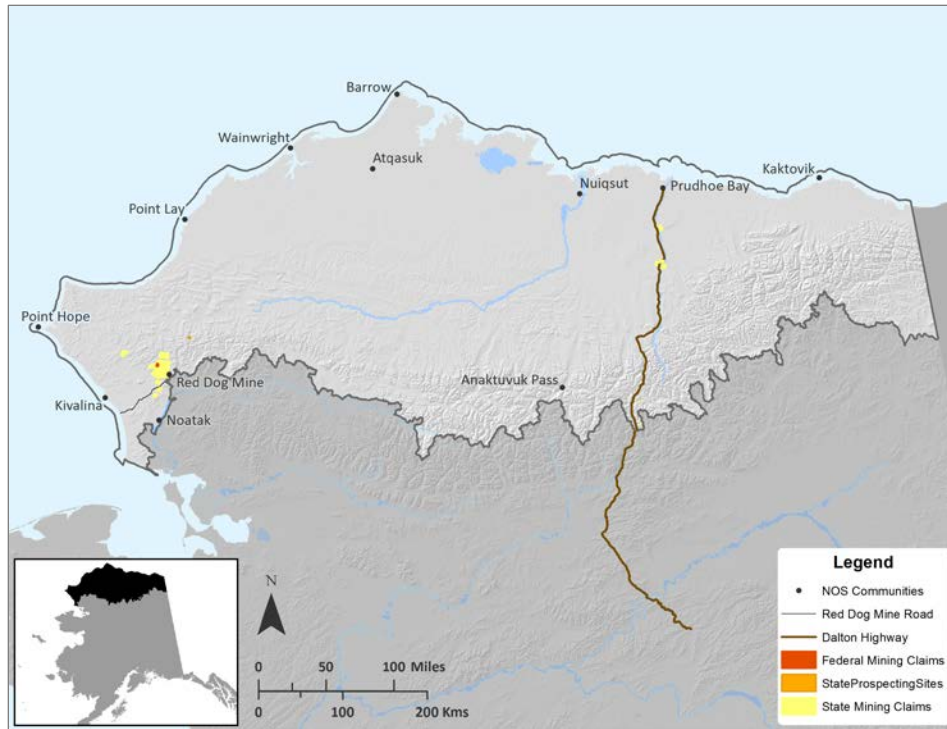 Barrow
Wainwright
Atqasuk
Kaktovik
Nuiqsut
Prudhoe Bay
Point Lay
Point Hope
Red Dog Mine
Anaktuvuk Pass
Kivalina
Noatak
N
0 50 100 Miles
0 100 200 Kms
Legend
NOS Communities
Red Dog Mine Road
Dalton Highway
Federal Mining Claims
StateProspectingSites
State Mining Claims